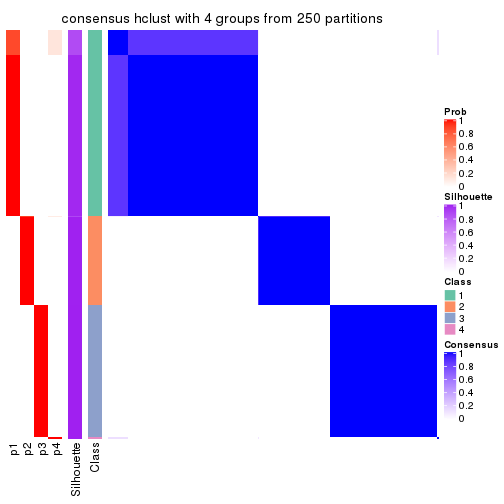 consensus hclust with 4 groups from 250 partitions
Prob
1
0.8
0.6
0.4
0.2
0
Silhouette
1
0.8
0.6
0.4
0.2
0
Class
1
2
3
4
Consensus
1
0.8
0.6
0.4
0.2
0
p1
p2
p3
p4
Silhouette
Class